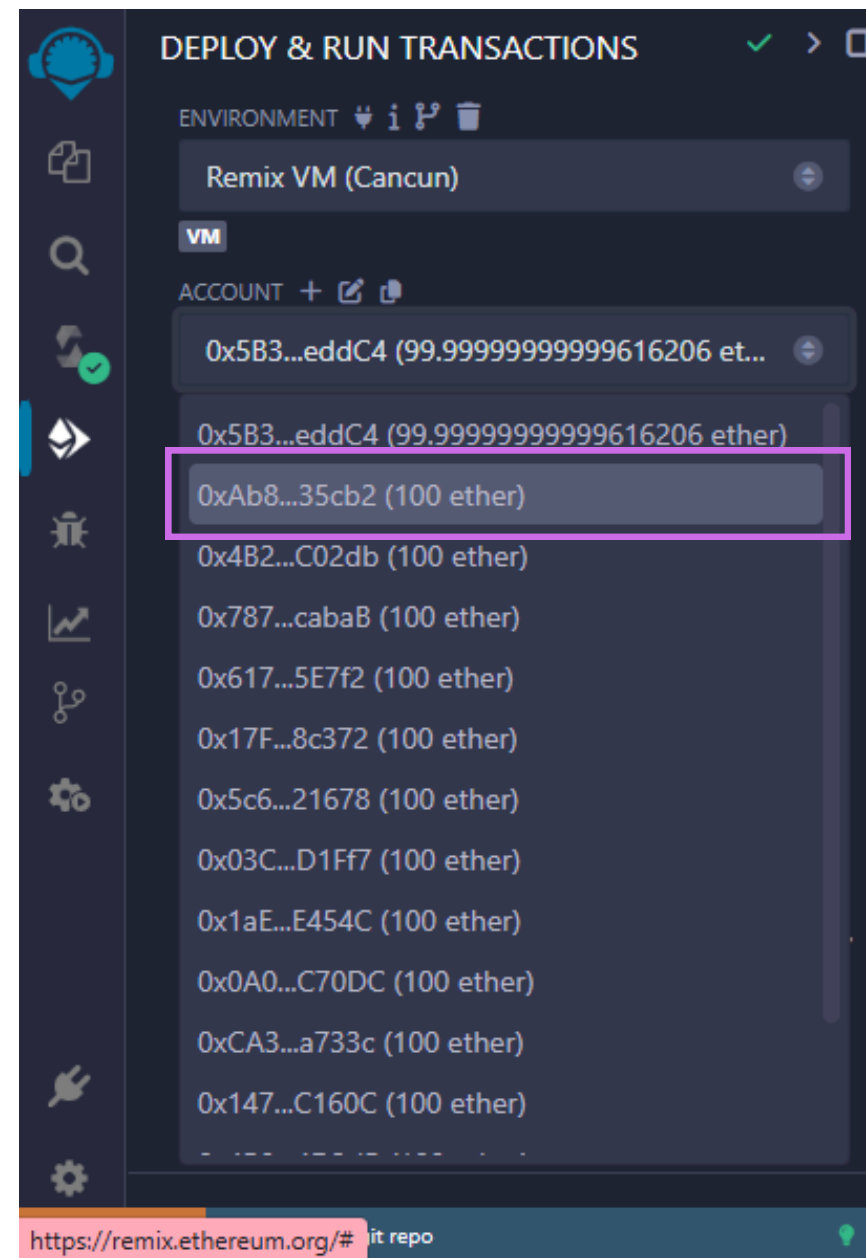 DEPLOY & RUN TRANSACTIONS
ENVIRONMENT
Remix VM (Cancun)
VM
ACCOUNT
0x5B3...eddC4 (99.99999999999616206 et...
0x5B3...eddC4 (99.99999999999616206 ether)
0xAb8...35cb2 (100 ether)
0x4B2...C02db (100 ether)
0x787...cabaB (100 ether)
0x617...5E7f2 (100 ether)
0x17F...8c372 (100 ether)
0x5c6...21678 (100 ether)
0x03C...D1Ff7 (100 ether)
0x1aE...E454C (100 ether)
0x0A0...C70DC (100 ether)
0xCA3...a733c (100 ether)
0x147...C160C (100 ether)
https://remix.ethereum.org/# it repo